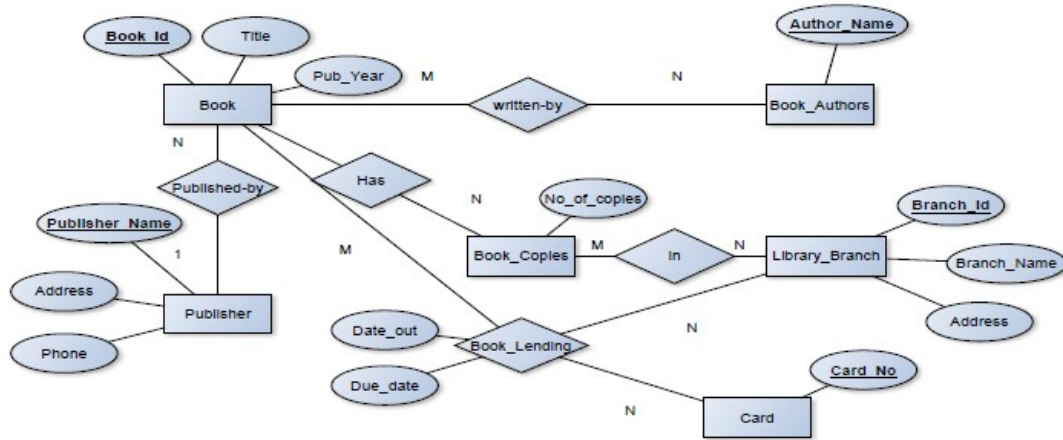 Author_Name
Book_Id
Title
Pub_Year
M
N
Book
written-by
Book_Authors
N
Has
Published-by
No_of_copies
N
Branch_Id
Publisher_Name
M
N
Book_Copies
In
Library_Branch
M
1
Branch_Name
Address
Publisher
Date_out
N
Address
Book_Lending
Phone
Due_date
Card_No
N
Card